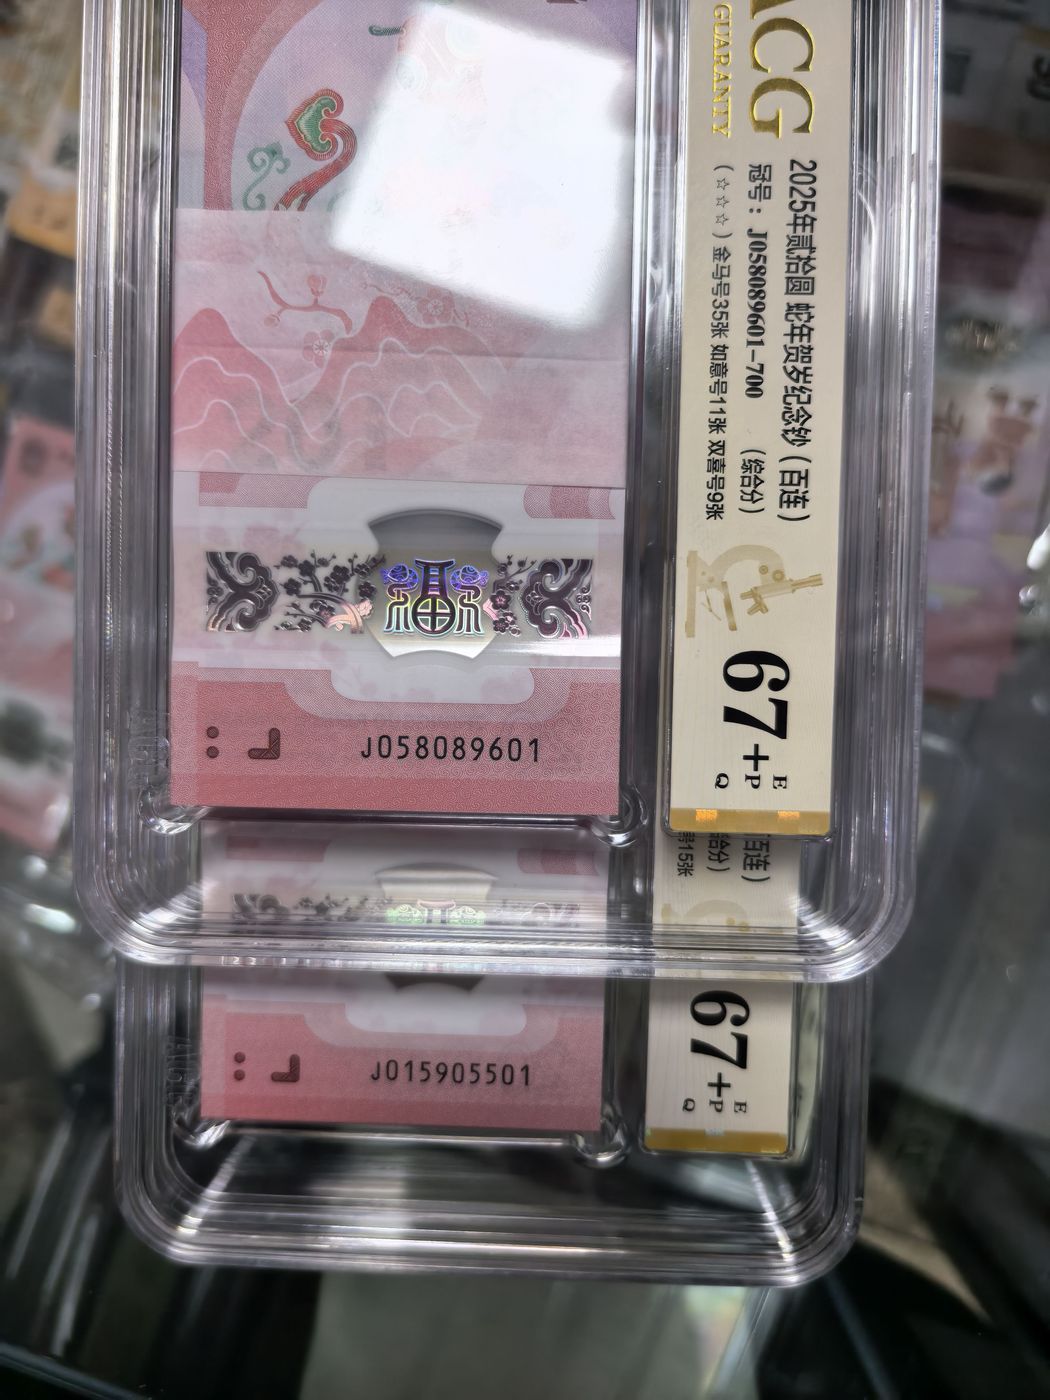 ACG
GUARANTY
2025年贰拾圆 蛇年贺岁纪念钞（百连）
冠号：J058089601-700 （综合分）
（☆☆☆）金马号35张 如意号11张 双喜号9张
67+
E
P
Q
J058089601
百连）
综合分）
15张
67+
E
P
Q
J015905501